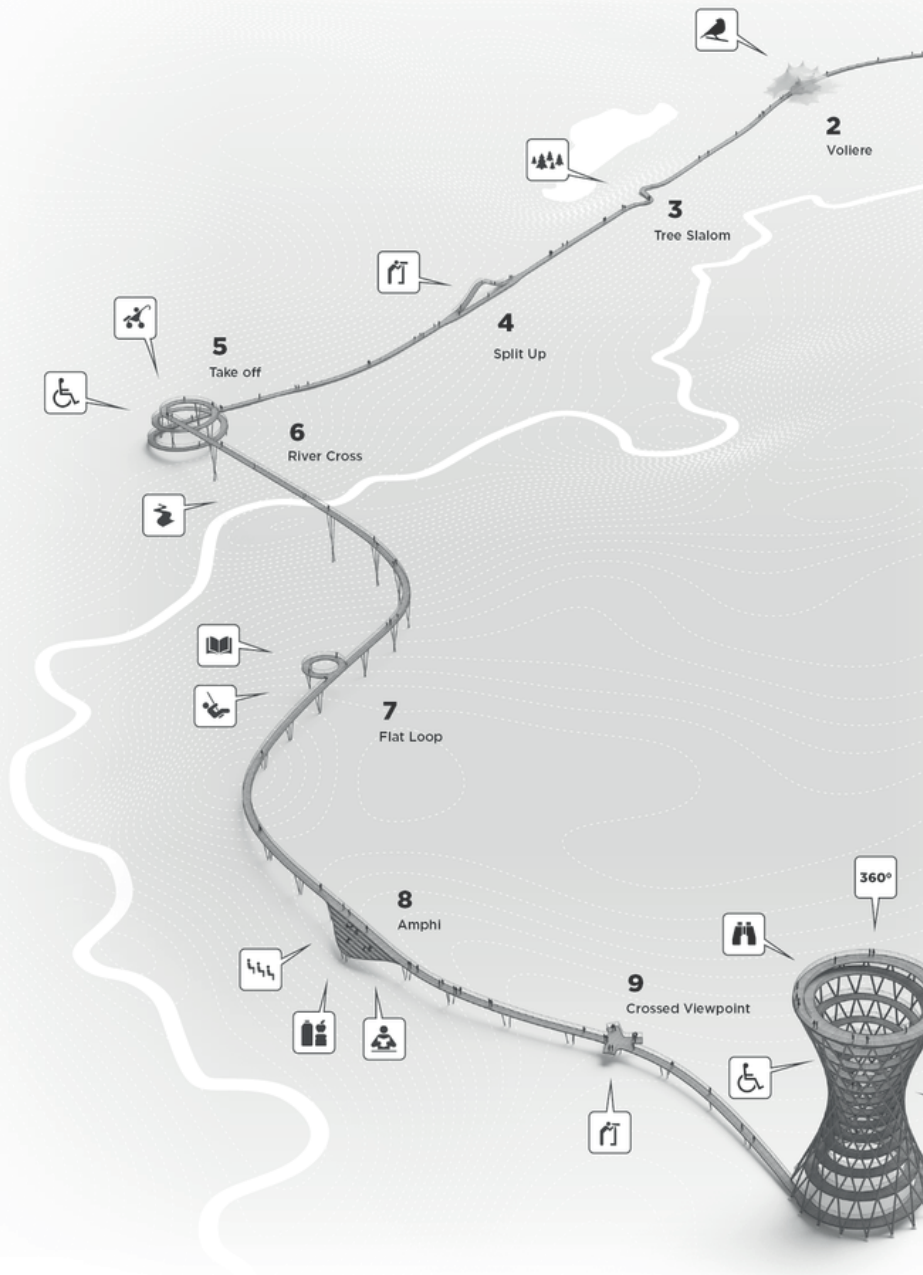 2
Voliere
3
Tree Slalom
4
Split Up
5
Take off
6
River Cross
7
Flat Loop
8
Amphi
9
Crossed Viewpoint
360°